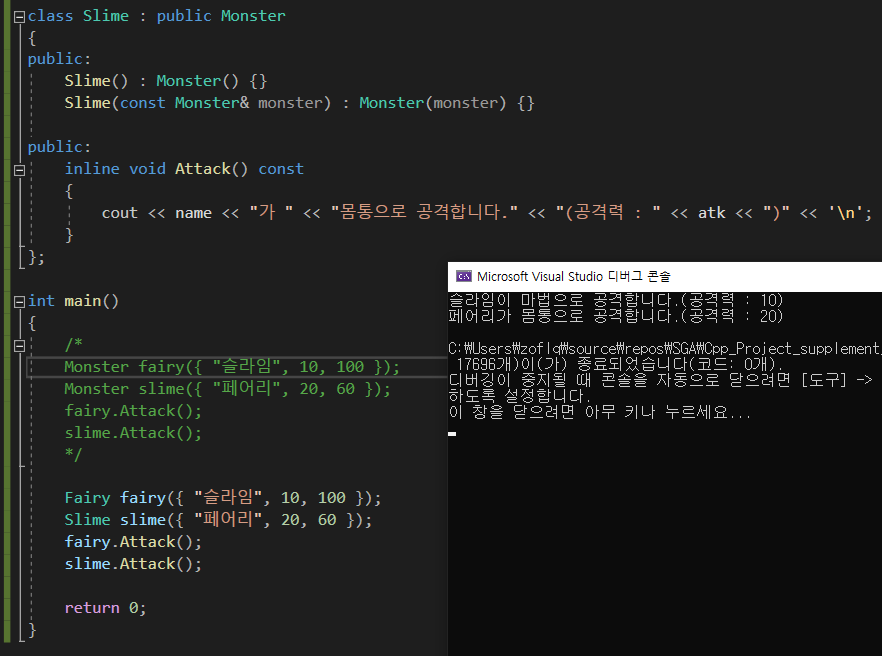 class Slime : public Monster
{
public:
    Slime() : Monster() {}
    Slime(const Monster& monster) : Monster(monster) {}
public:
    inline void Attack() const
    {
        cout << name << "가 " << "몸통으로 공격합니다." << "(공격력 : " << atk << ")" << '\n';
    }
};
int main()
{
    /*
    Monster fairy({ "슬라임", 10, 100 });
    Monster slime({ "페어리", 20, 60 });
    fairy.Attack();
    slime.Attack();
    */
    Fairy fairy({ "슬라임", 10, 100 });
    Slime slime({ "페어리", 20, 60 });
    fairy.Attack();
    slime.Attack();
    return 0;
}
Microsoft Visual Studio 디버그 콘솔
슬라임이 마법으로 공격합니다.(공격력 : 10)
페어리가 몸통으로 공격합니다.(공격력 : 20)
C:₩Users₩zoflq₩source₩repos₩SGA₩Cpp_Project_supplement_
 17696개)이(가) 종료되었습니다(코드: 0개).
디버깅이 중지될 때 콘솔을 자동으로 닫으려면 [도구] ->
하도록 설정합니다.
이 창을 닫으려면 아무 키나 누르세요...